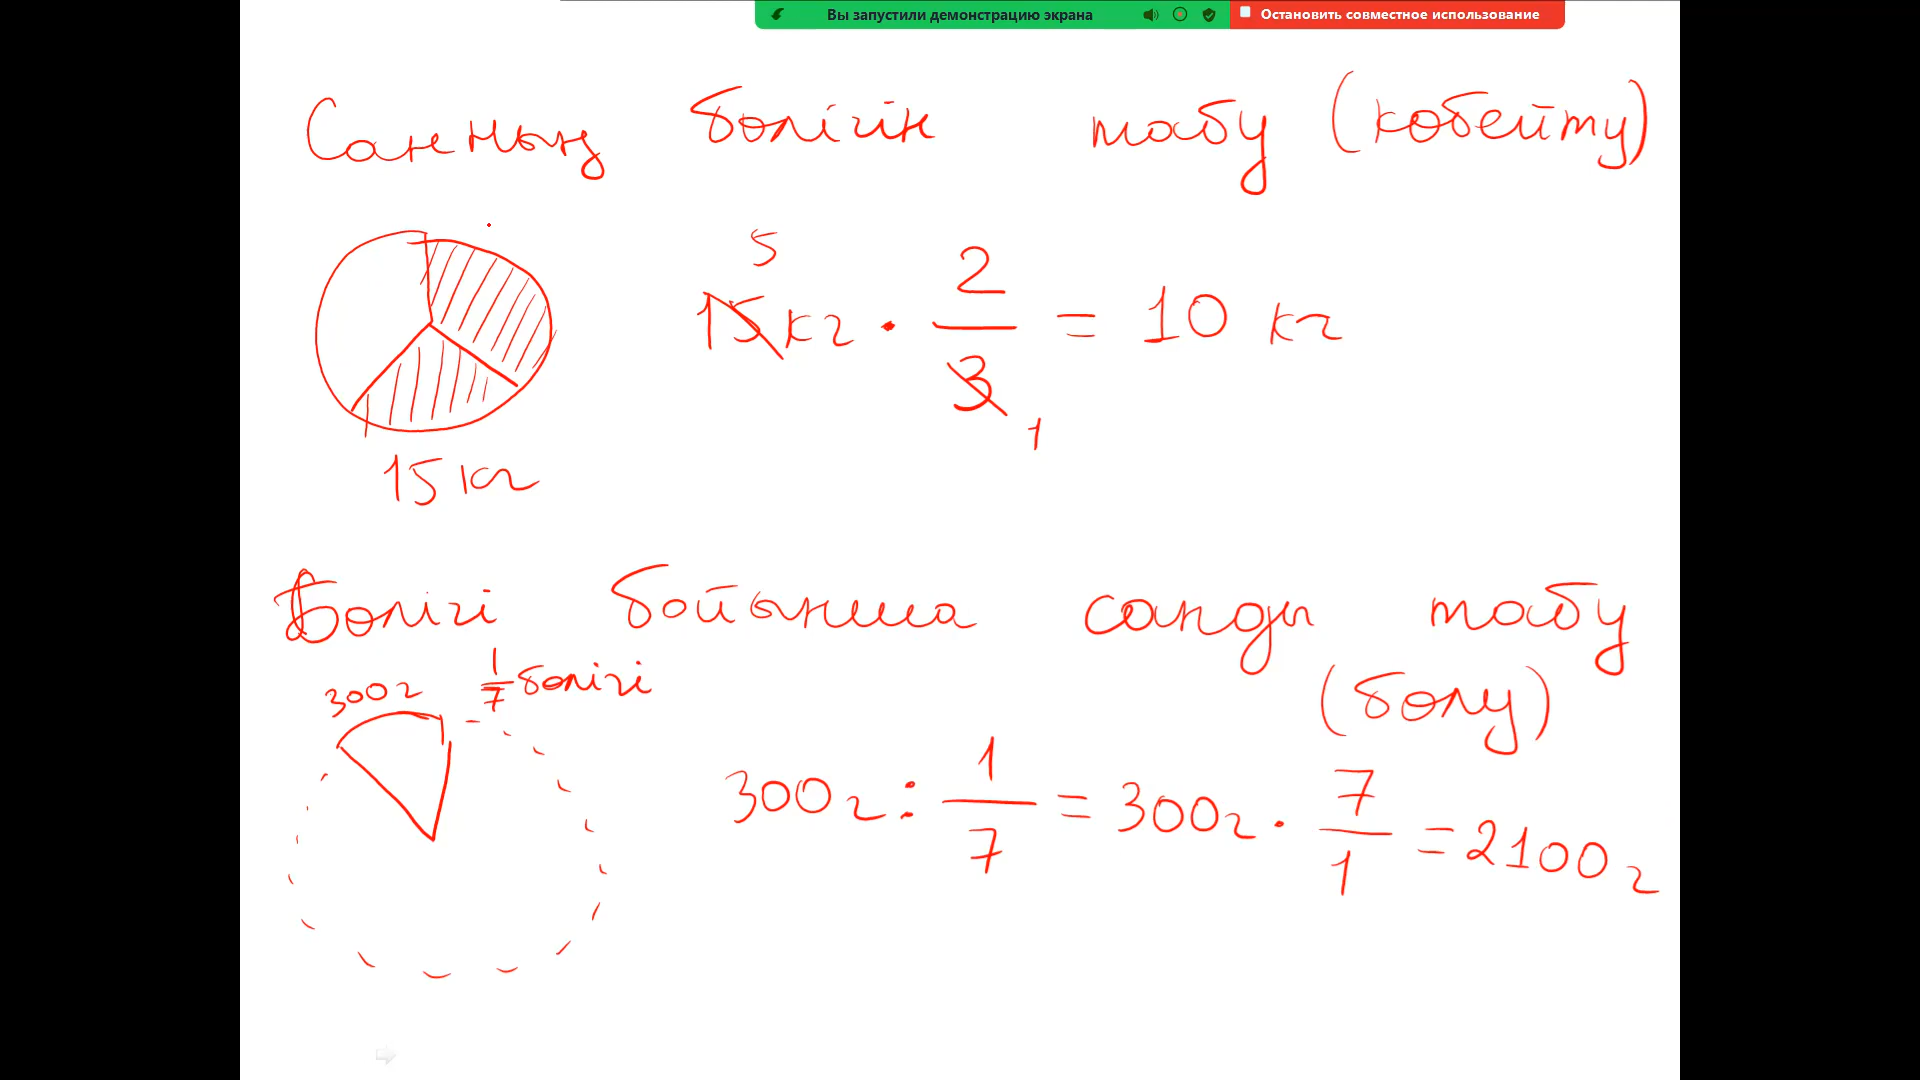 Вы запустили демонстрацию экрана Остановить совместное использование
Санның бөлігін табу (көбейту)
5
15кг · 2/3 = 10 кг
1
15 кг
Бөлігі бойынша санды табу
300г 1/7 бөлігі
(бөлу)
300г : 1/7 = 300г · 7/1 = 2100г